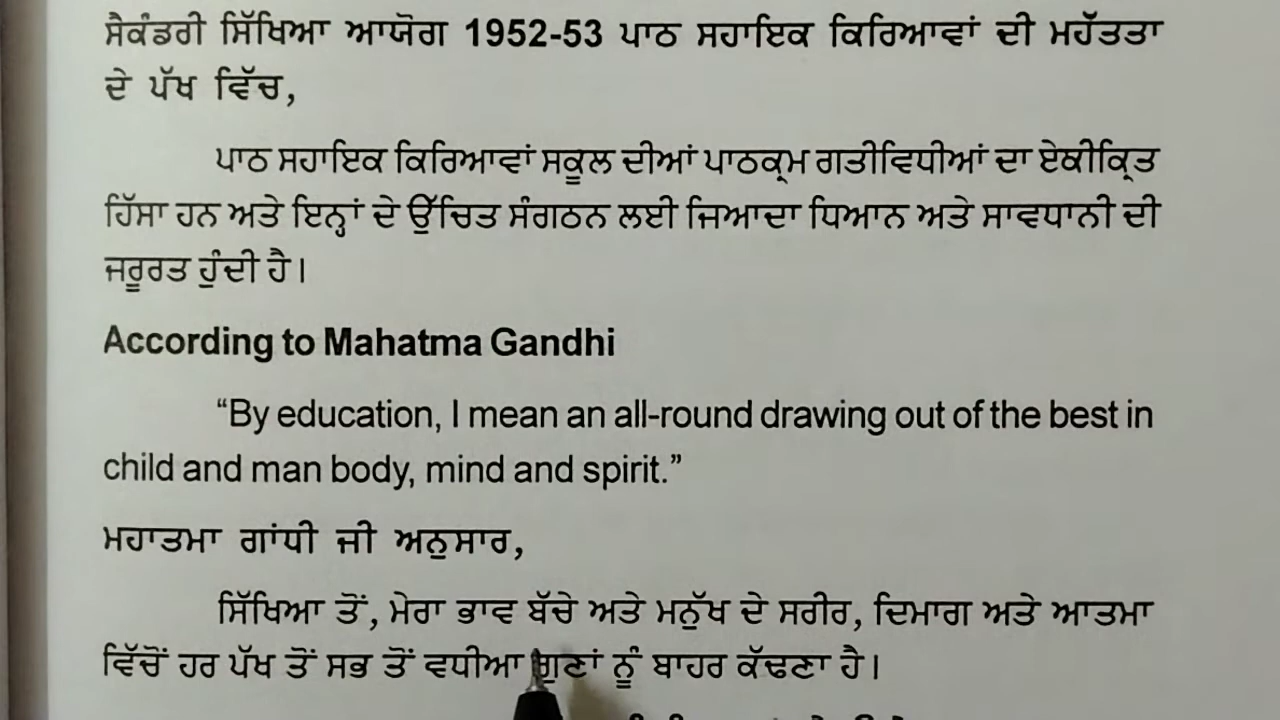 ਸੈਕੰਡਰੀ ਸਿੱਖਿਆ ਆਯੋਗ 1952-53 ਪਾਠ ਸਹਾਇਕ ਕਿਰਿਆਵਾਂ ਦੀ ਮਹੱਤਤਾ
ਦੇ ਪੱਖ ਵਿੱਚ,
ਪਾਠ ਸਹਾਇਕ ਕਿਰਿਆਵਾਂ ਸਕੂਲ ਦੀਆਂ ਪਾਠਕ੍ਰਮ ਗਤੀਵਿਧੀਆਂ ਦਾ ਏਕੀਕ੍ਰਿਤ
ਹਿੱਸਾ ਹਨ ਅਤੇ ਇਨ੍ਹਾਂ ਦੇ ਉੱਚਿਤ ਸੰਗਠਨ ਲਈ ਜਿਆਦਾ ਧਿਆਨ ਅਤੇ ਸਾਵਧਾਨੀ ਦੀ
ਜਰੂਰਤ ਹੁੰਦੀ ਹੈ।
According to Mahatma Gandhi
“By education, I mean an all-round drawing out of the best in
child and man body, mind and spirit.”
ਮਹਾਤਮਾ ਗਾਂਧੀ ਜੀ ਅਨੁਸਾਰ,
ਸਿੱਖਿਆ ਤੋਂ, ਮੇਰਾ ਭਾਵ ਬੱਚੇ ਅਤੇ ਮਨੁੱਖ ਦੇ ਸਰੀਰ, ਦਿਮਾਗ ਅਤੇ ਆਤਮਾ
ਵਿੱਚੋਂ ਹਰ ਪੱਖ ਤੋਂ ਸਭ ਤੋਂ ਵਧੀਆ ਗੁਣਾਂ ਨੂੰ ਬਾਹਰ ਕੱਢਣਾ ਹੈ।